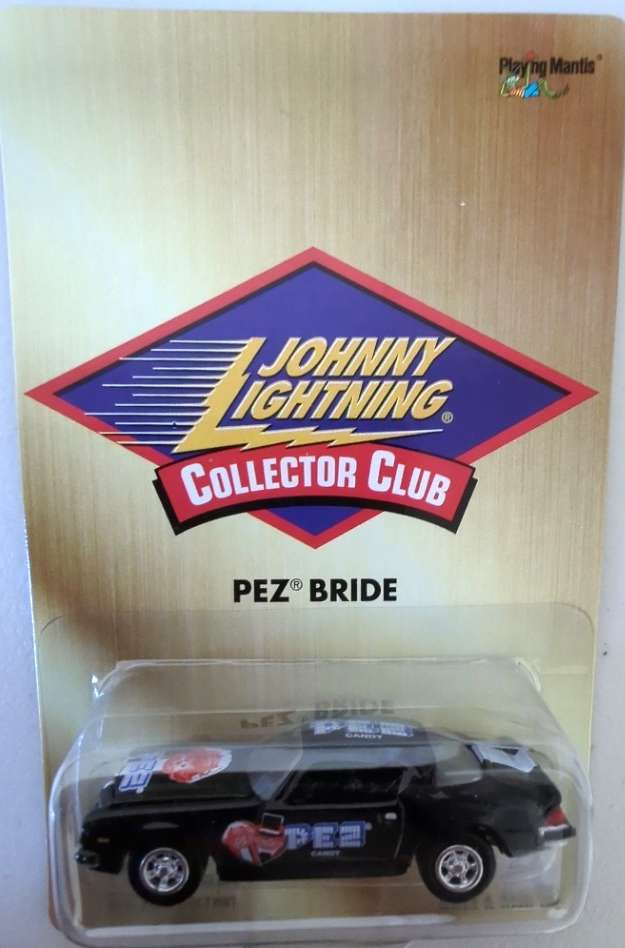 Playing Mantis®
JOHNNY
LIGHTNING®
COLLECTOR CLUB
PEZ® BRIDE
PEZ
CANDY
PEZ®
CANDY